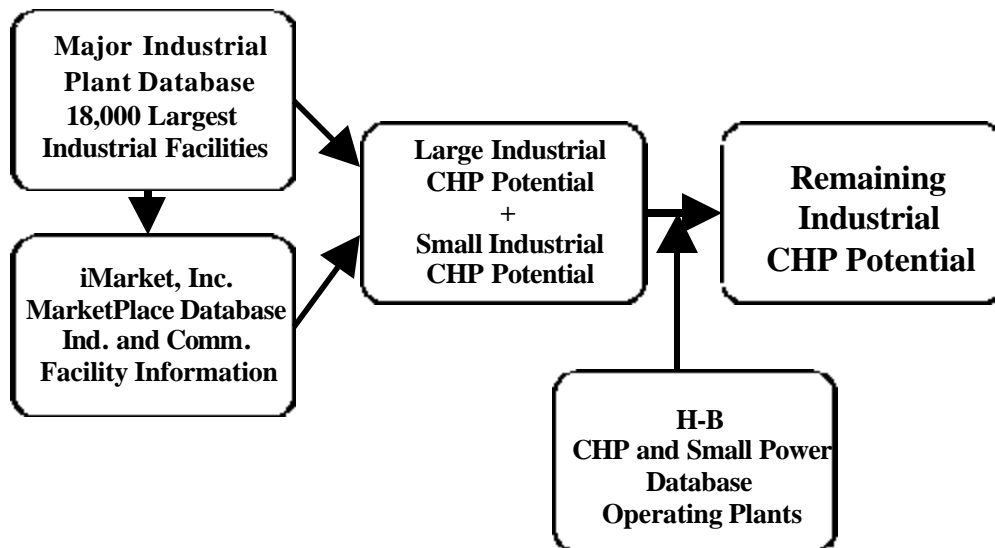 Major Industrial
Plant Database
18,000 Largest
Industrial Facilities
iMarket, Inc.
MarketPlace Database
Ind. and Comm.
Facility Information
Large Industrial
CHP Potential
+
Small Industrial
CHP Potential
Remaining
Industrial
CHP Potential
H-B
CHP and Small Power
Database
Operating Plants